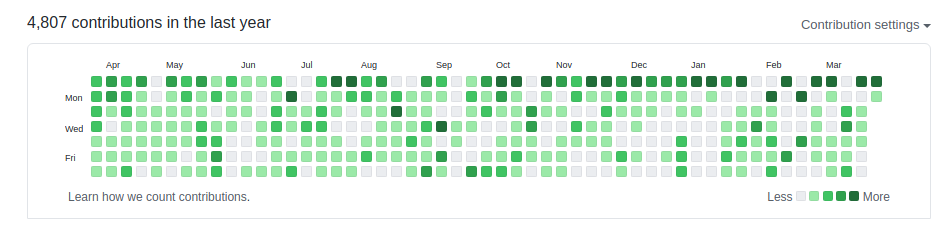 4,807 contributions in the last year
Contribution settings
Apr May Jun Jul Aug Sep Oct Nov Dec Jan Feb Mar
Mon
Wed
Fri
Learn how we count contributions.
Less More